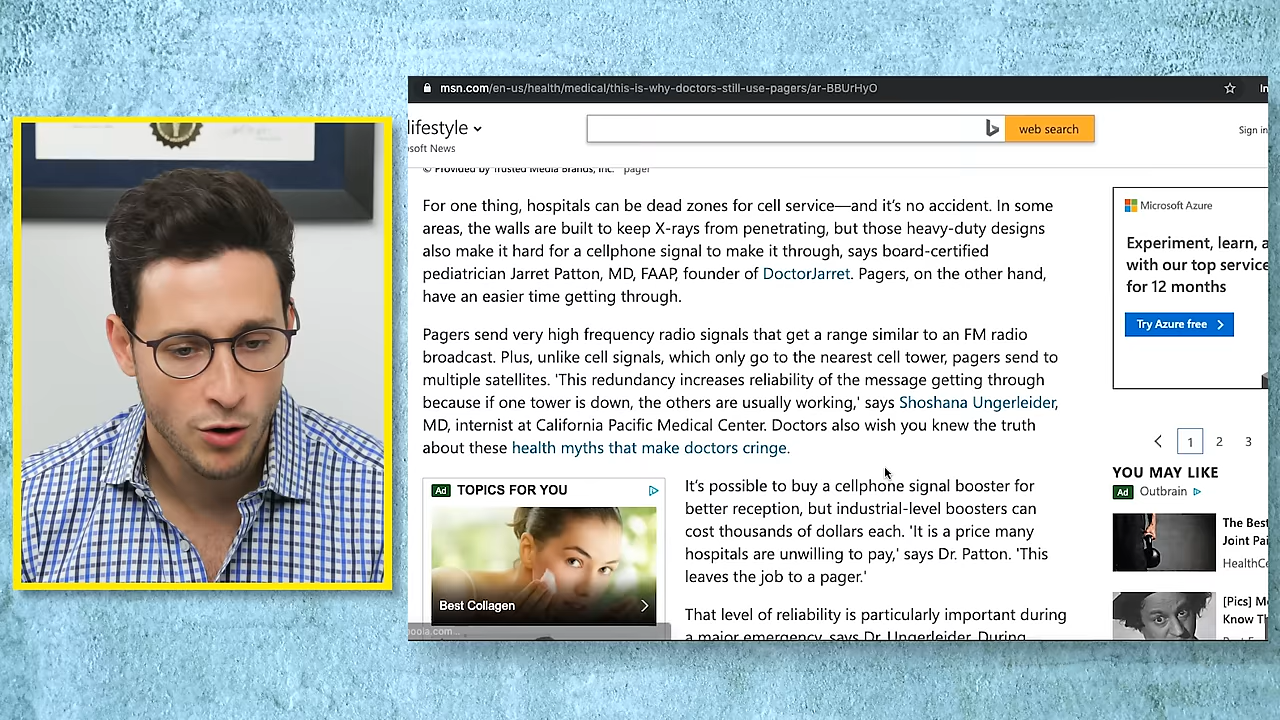 msn.com/en-us/health/medical/this-is-why-doctors-still-use-pagers/ar-BBUrHyO
lifestyle
web search
Sign in
soft News
© Provided by Trusted Media Brands, Inc. pager
For one thing, hospitals can be dead zones for cell service—and it's no accident. In some
areas, the walls are built to keep X-rays from penetrating, but those heavy-duty designs
also make it hard for a cellphone signal to make it through, says board-certified
pediatrician Jarret Patton, MD, FAAP, founder of DoctorJarret. Pagers, on the other hand,
have an easier time getting through.
Pagers send very high frequency radio signals that get a range similar to an FM radio
broadcast. Plus, unlike cell signals, which only go to the nearest cell tower, pagers send to
multiple satellites. 'This redundancy increases reliability of the message getting through
because if one tower is down, the others are usually working,' says Shoshana Ungerleider,
MD, internist at California Pacific Medical Center. Doctors also wish you knew the truth
about these health myths that make doctors cringe.
Ad TOPICS FOR YOU
Best Collagen
oola.com...
It's possible to buy a cellphone signal booster for
better reception, but industrial-level boosters can
cost thousands of dollars each. 'It is a price many
hospitals are unwilling to pay,' says Dr. Patton. 'This
leaves the job to a pager.'
That level of reliability is particularly important during
a major emergency, says Dr. Ungerleider. During
Microsoft Azure
Experiment, learn, a
with our top service
for 12 months
Try Azure free
1 2 3
YOU MAY LIKE
Ad Outbrain
The Best
Joint Pai
HealthCe
[Pics] M
Know Th